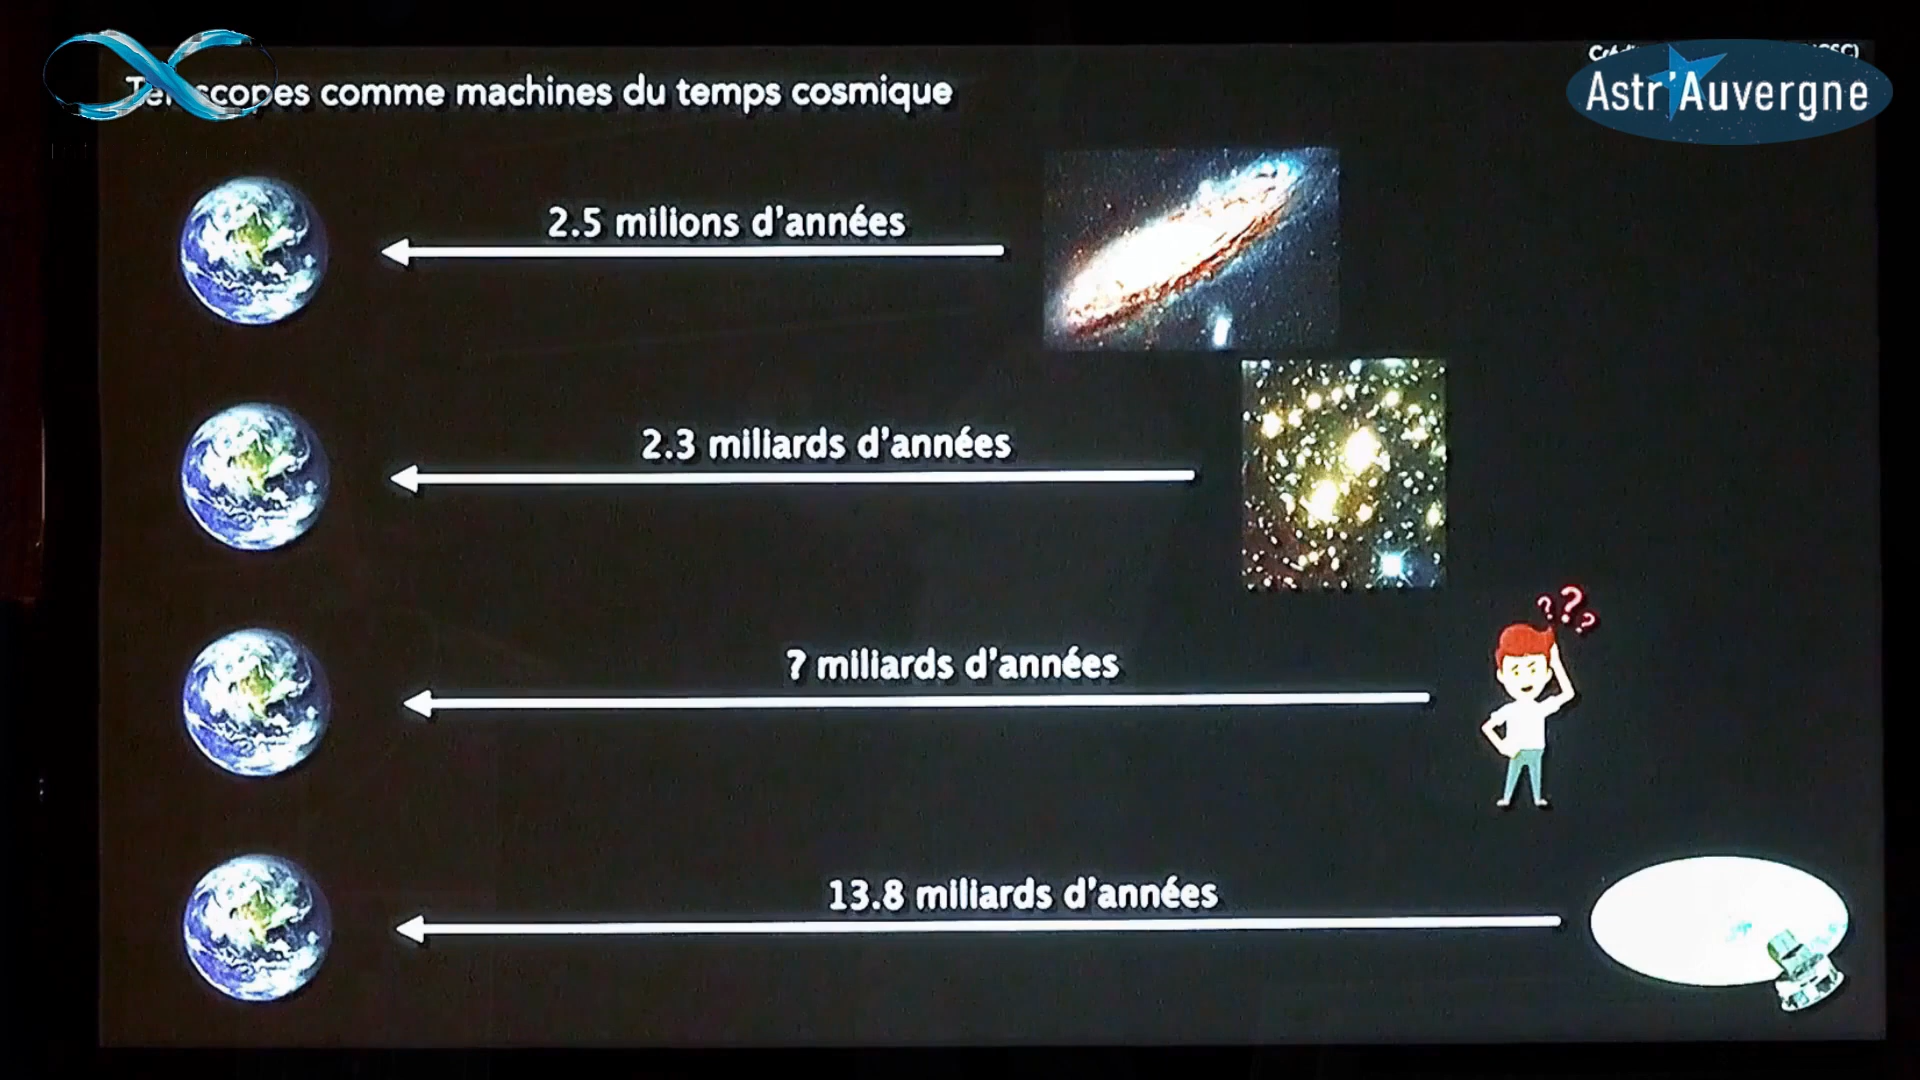 comme machines du temps cosmique
Astr'Auvergne
2.5 milions d'années
2.3 miliards d'années
???
? miliards d'années
13.8 miliards d'années